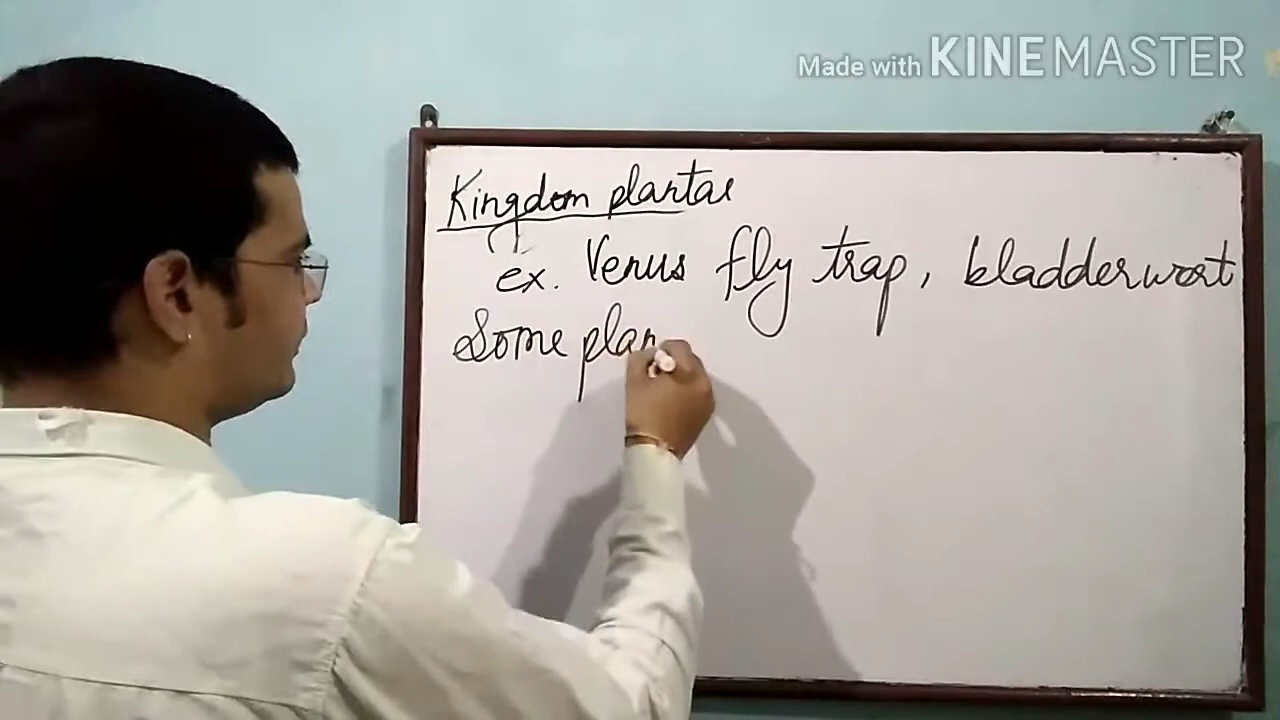 Made with KINEMASTER
Kingdom plantae
ex. Venus fly trap, bladderwort
Some plan